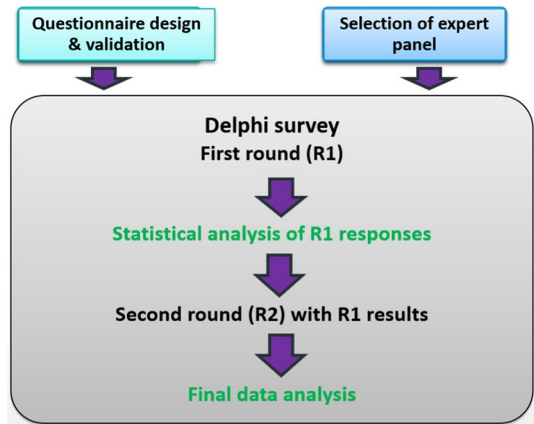 Questionnaire design
& validation
Selection of expert
panel
Delphi survey
First round (R1)
Statistical analysis of R1 responses
Second round (R2) with R1 results
Final data analysis